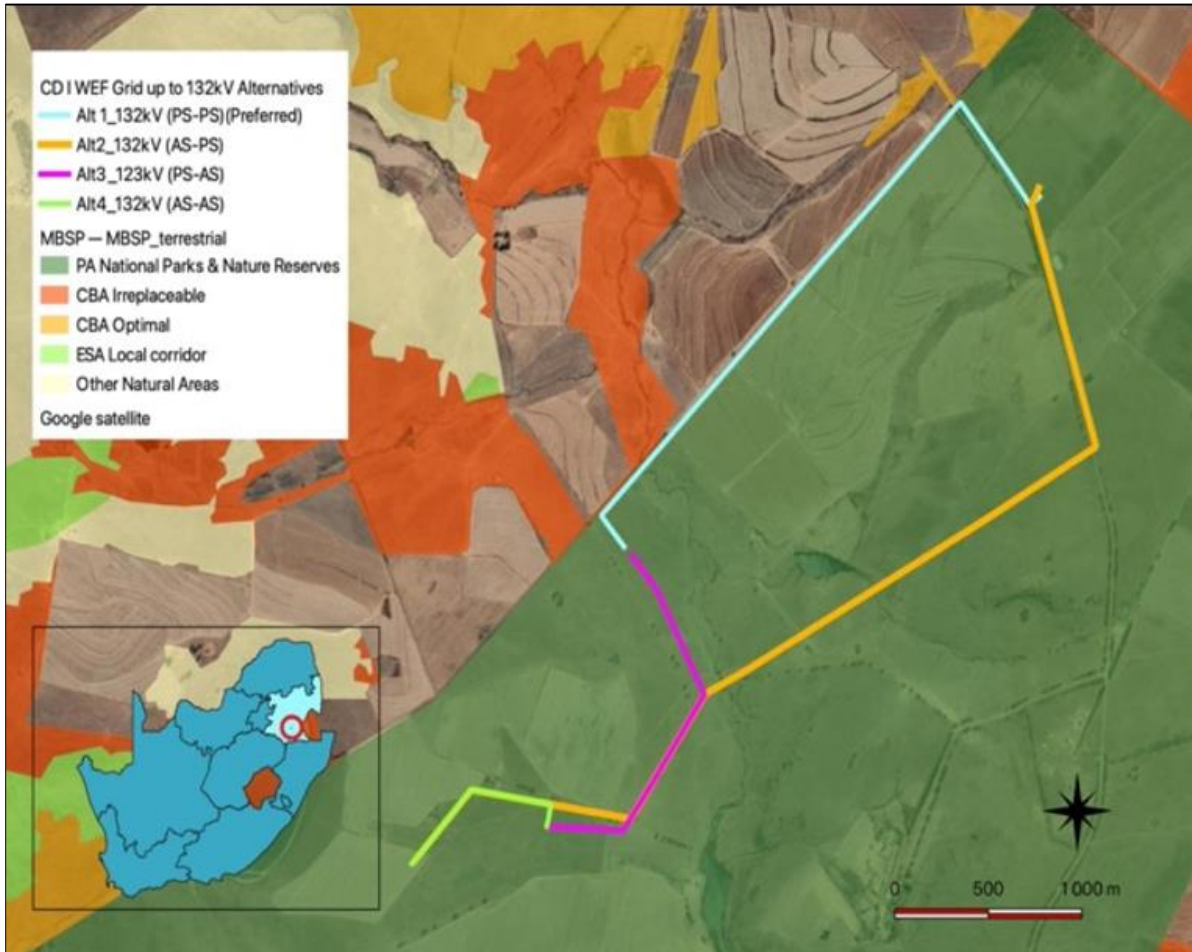 CD I WEF Grid up to 132kV Alternatives
Alt 1_132kV (PS-PS)(Preferred)
Alt2_132kV (AS-PS)
Alt3_123kV (PS-AS)
Alt4_132kV (AS-AS)
MBSP — MBSP_terrestrial
PA National Parks & Nature Reserves
CBA Irreplaceable
CBA Optimal
ESA Local corridor
Other Natural Areas
Google satellite
0 500 1000 m